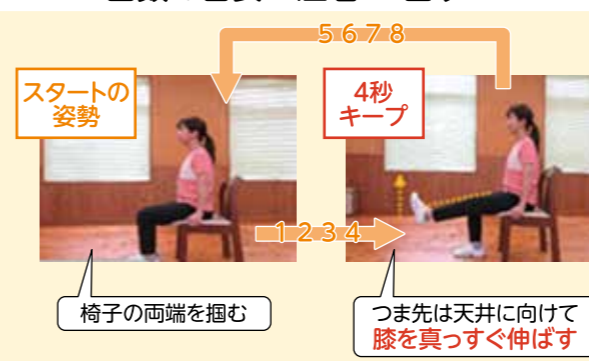 5 6 7 8
スタートの
姿勢
4秒
キープ
1 2 3 4
椅子の両端を掴む
つま先は天井に向けて
膝を真っすぐ伸ばす